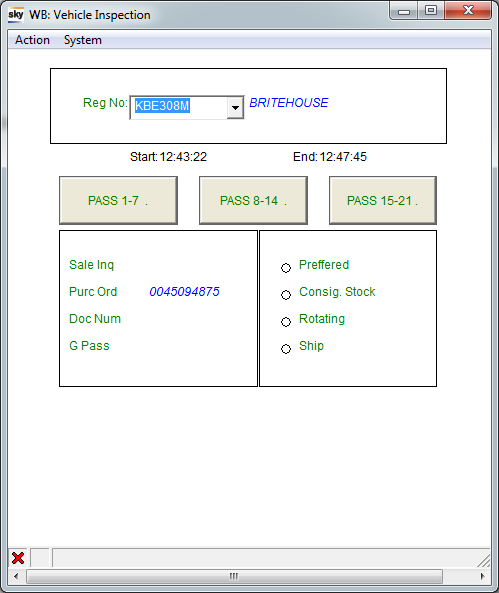 sky WB: Vehicle Inspection
Action System
Reg No: KBE308M BRITEHOUSE
Start: 12:43:22 End: 12:47:45
PASS 1-7 . PASS 8-14 . PASS 15-21 .
Sale Inq
Purc Ord 0045094875
Doc Num
G Pass
Preffered
Consig. Stock
Rotating
Ship